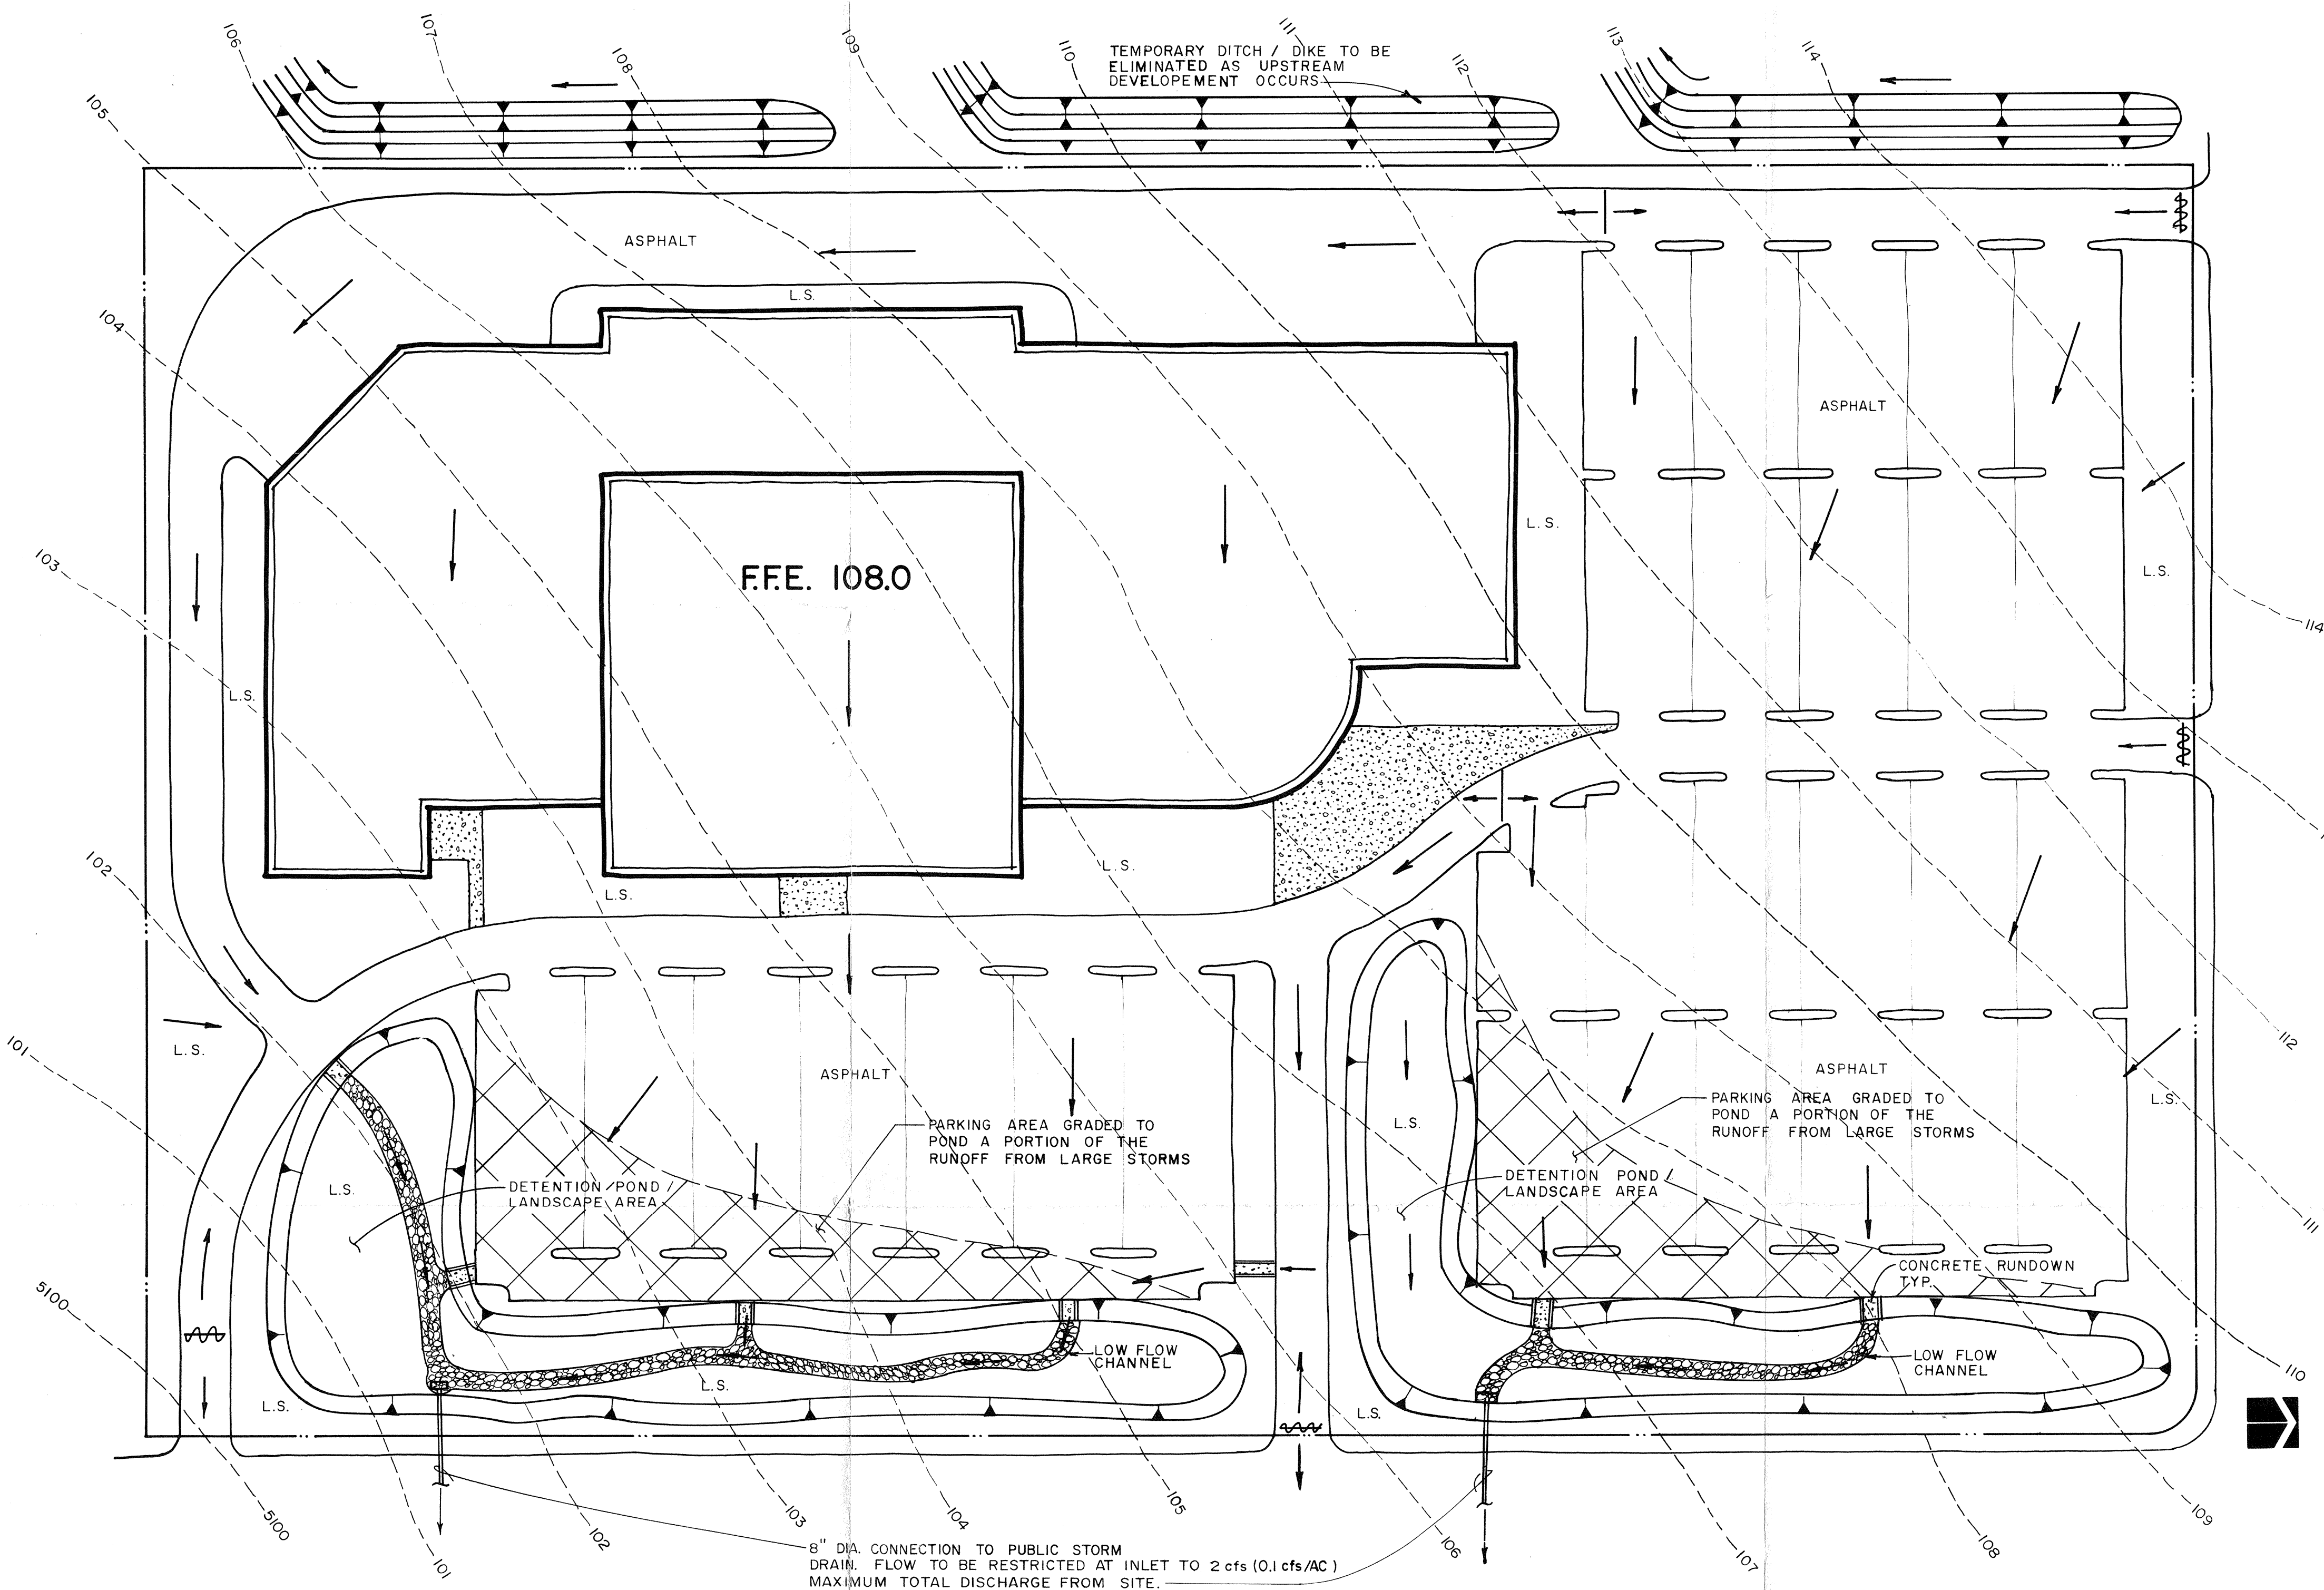 106
107
108
109
110
111
112
113
114
TEMPORARY DITCH / DIKE TO BE
ELIMINATED AS UPSTREAM
DEVELOPEMENT OCCURS
105
ASPHALT
L.S.
104
ASPHALT
L.S.
103
F.F.E. 108.0
L.S.
114
L.S.
102
L.S.
L.S.
101
L.S.
ASPHALT
ASPHALT
112
PARKING AREA GRADED TO
POND A PORTION OF THE
RUNOFF FROM LARGE STORMS
PARKING AREA GRADED TO
POND A PORTION OF THE
RUNOFF FROM LARGE STORMS
L.S.
L.S.
L.S.
DETENTION POND /
LANDSCAPE AREA
DETENTION POND /
LANDSCAPE AREA
111
5100
CONCRETE RUNDOWN
TYP.
LOW FLOW
CHANNEL
LOW FLOW
CHANNEL
110
L.S.
L.S.
L.S.
5100
101
102
103
104
105
106
107
108
109
8" DIA. CONNECTION TO PUBLIC STORM
DRAIN. FLOW TO BE RESTRICTED AT INLET TO 2 cfs (0.1 cfs/AC)
MAXIMUM TOTAL DISCHARGE FROM SITE.